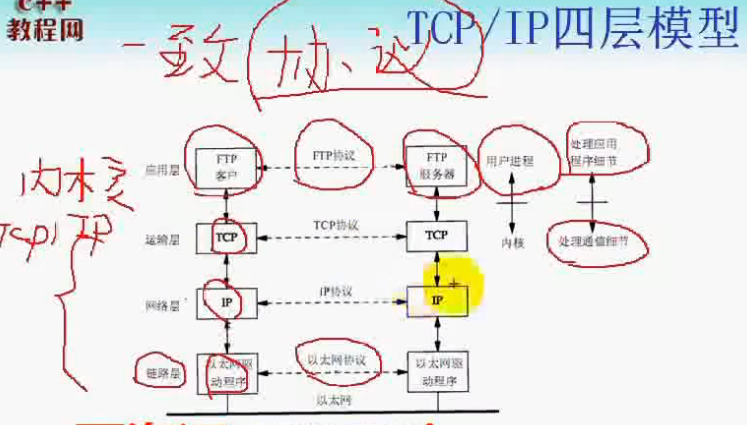 C++
教程网
TCP/IP四层模型
一致 协议
FTP协议
应用层
FTP
客户
FTP
服务器
用户进程
处理应用
程序细节
内核
TCP/IP
运输层
TCP
TCP协议
TCP
内核
处理通信细节
网络层
IP
IP协议
IP
链路层
以太网驱
动程序
以太网协议
以太网驱
动程序
以太网